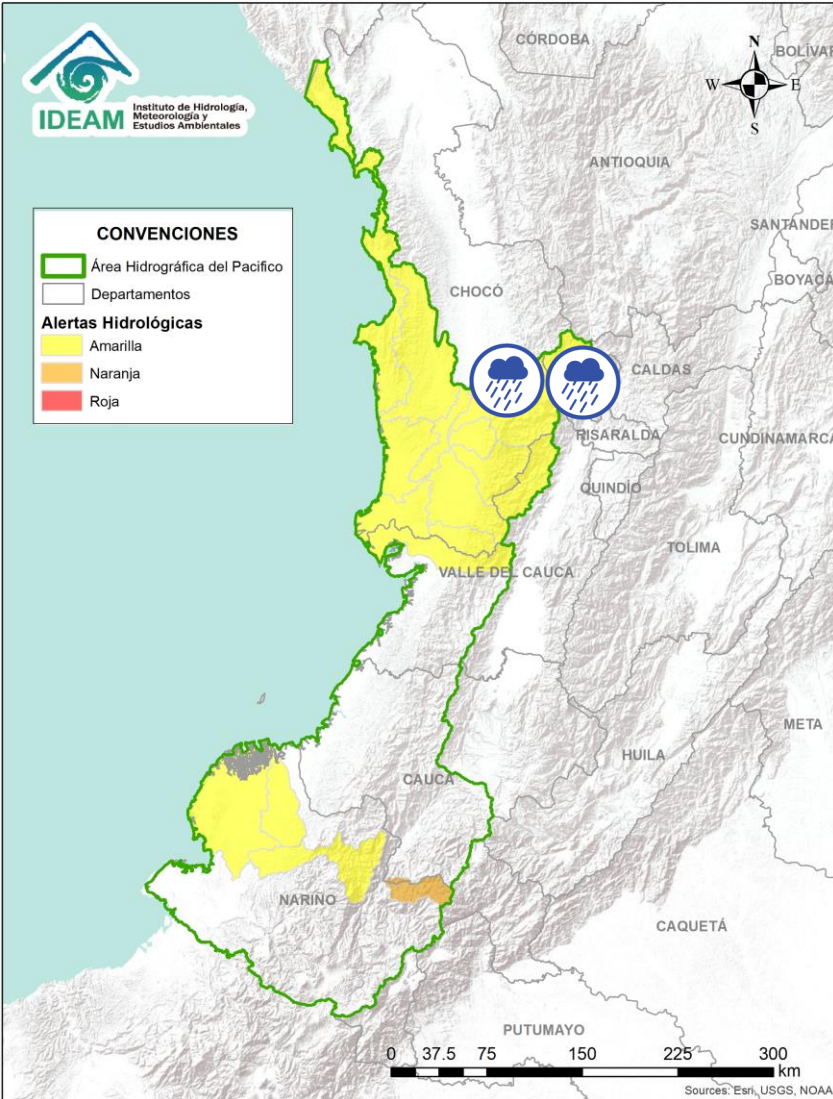 IDEAM
Instituto de Hidrología,
Meteorología y
Estudios Ambientales
N
W E
S
CONVENCIONES
Área Hidrográfica del Pacifico
Departamentos
Alertas Hidrológicas
Amarilla
Naranja
Roja
CÓRDOBA
BOLÍVAR
ANTIOQUIA
SANTANDER
BOYACÁ
CHOCÓ
CALDAS
RISARALDA
CUNDINAMARCA
QUINDÍO
TOLIMA
VALLE DEL CAUCA
META
HUILA
CAUCA
NARIÑO
CAQUETÁ
PUTUMAYO
0 37.5 75 150 225 300
km
Sources: Esri, USGS, NOAA